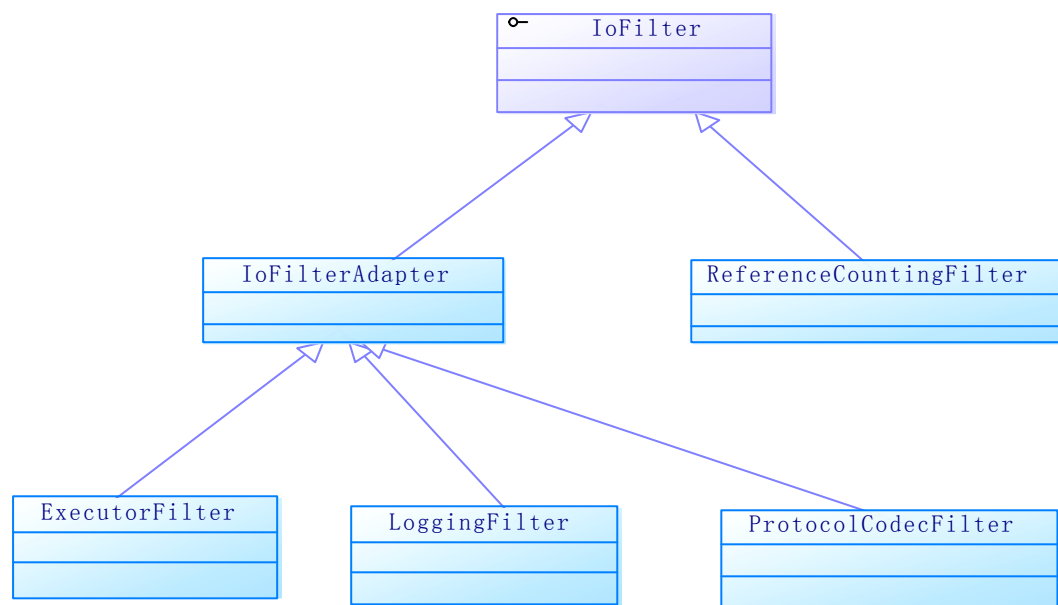 IoFilter
IoFilterAdapter
ReferenceCountingFilter
ExecutorFilter
LoggingFilter
ProtocolCodecFilter